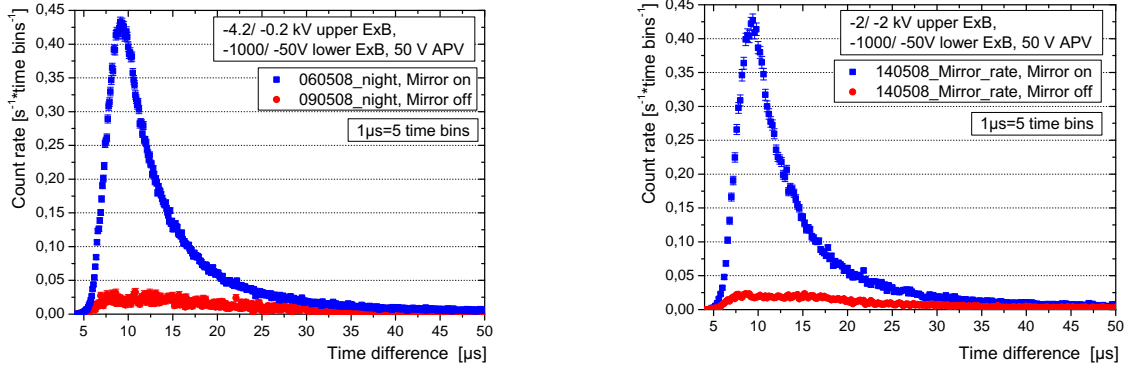 -4.2/ -0.2 kV upper ExB,
-1000/ -50V lower ExB, 50 V APV
060508_night, Mirror on
090508_night, Mirror off
1µs=5 time bins
Count rate [s⁻¹*time bins⁻¹]
0,45
0,40
0,35
0,30
0,25
0,20
0,15
0,10
0,05
0,00
5 10 15 20 25 30 35 40 45 50
Time difference [µs]
-2/ -2 kV upper ExB,
-1000/ -50V lower ExB, 50 V APV
140508_Mirror_rate, Mirror on
140508_Mirror_rate, Mirror off
1µs=5 time bins
Count rate [s⁻¹*time bins⁻¹]
0,45
0,40
0,35
0,30
0,25
0,20
0,15
0,10
0,05
0,00
5 10 15 20 25 30 35 40 45 50
Time difference [µs]